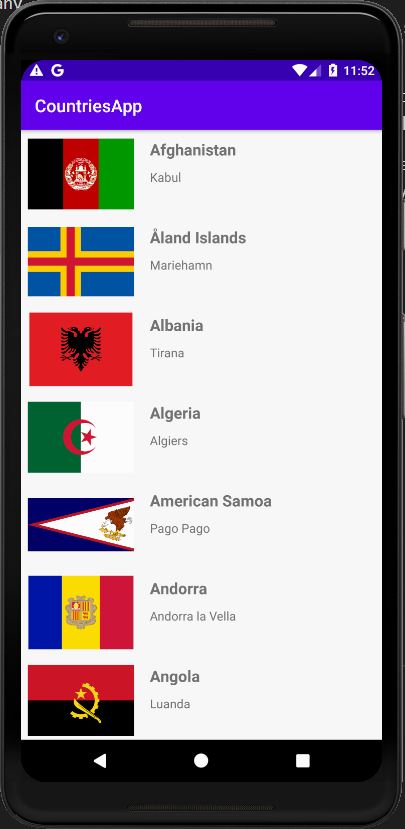 11:52
CountriesApp
Afghanistan
Kabul
Åland Islands
Mariehamn
Albania
Tirana
Algeria
Algiers
American Samoa
Pago Pago
Andorra
Andorra la Vella
Angola
Luanda